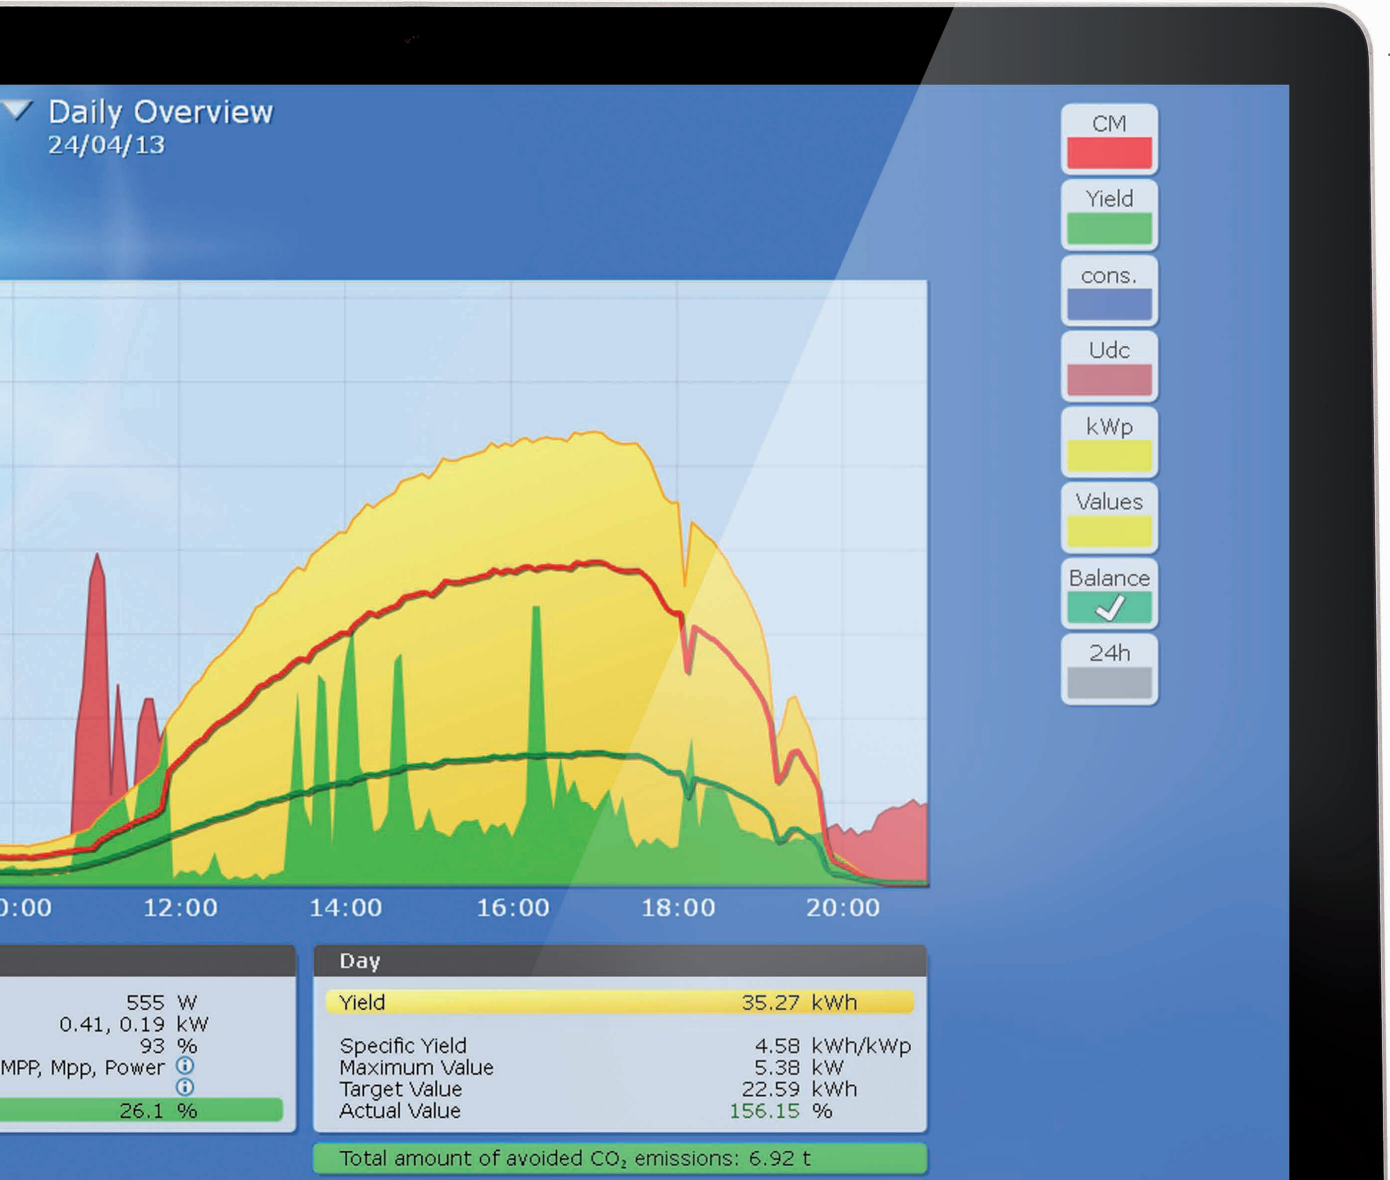 Daily Overview
24/04/13
CM
Yield
cons.
Udc
kWp
Values
Balance
24h
0:00 12:00 14:00 16:00 18:00 20:00
555 W
0.41, 0.19 kW
93 %
MPP, Mpp, Power
26.1 %
Day
Yield 35.27 kWh
Specific Yield 4.58 kWh/kWp
Maximum Value 5.38 kW
Target Value 22.59 kWh
Actual Value 156.15 %
Total amount of avoided CO₂ emissions: 6.92 t